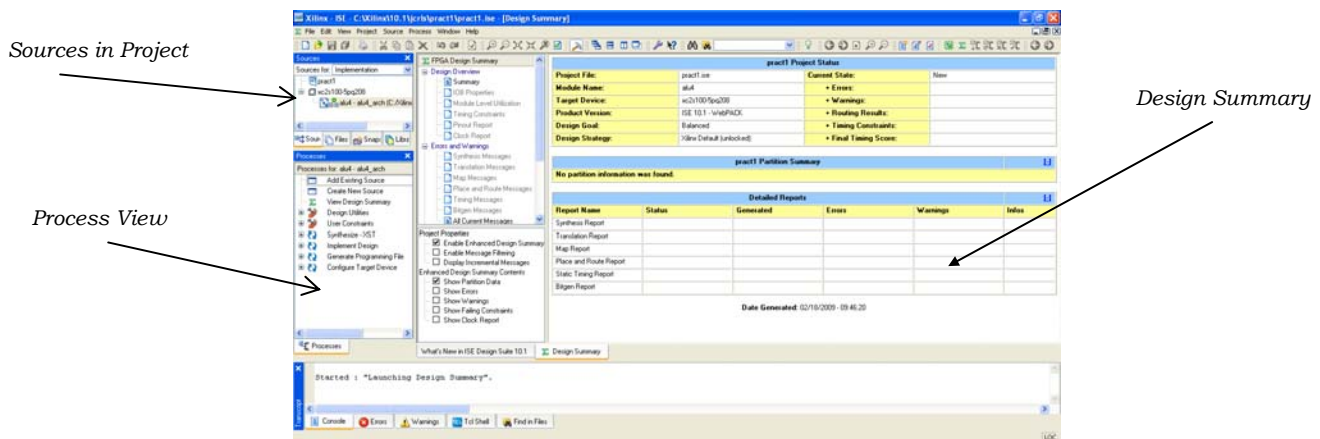 Xilinx - ISE - C:\Xilinx\10.1\jcrls\pract1\pract1.ise - [Design Summary]
File Edit View Project Source Process Window Help
Sources in Project
Process View
Design Summary
Sources
Sources for: Implementation
pract1
xc2s100-5pq208
alu4 - alu4_arch (C:/Xilinx
Sour Files Snap Libra
Processes
Processes for: alu4 - alu4_arch
Add Existing Source
Create New Source
View Design Summary
Design Utilities
User Constraints
Synthesize - XST
Implement Design
Generate Programming File
Configure Target Device
Processes
FPGA Design Summary
Design Overview
Summary
IOB Properties
Module Level Utilization
Timing Constraints
Pinout Report
Clock Report
Errors and Warnings
Synthesis Messages
Translation Messages
Map Messages
Place and Route Messages
Timing Messages
Bitgen Messages
All Current Messages
Project Properties
Enable Enhanced Design Summary
Enable Message Filtering
Display Incremental Messages
Enhanced Design Summary Contents
Show Partition Data
Show Errors
Show Warnings
Show Failing Constraints
Show Clock Report
What's New in ISE Design Suite 10.1 Design Summary
pract1 Project Status
Project File: pract1.ise Current State: New
Module Name: alu4 + Errors:
Target Device: xc2s100-5pq208 + Warnings:
Product Version: ISE 10.1 - WebPACK + Routing Results:
Design Goal: Balanced + Timing Constraints:
Design Strategy: Xilinx Default (unlocked) + Final Timing Score:
pract1 Partition Summary [-]
No partition information was found.
Detailed Reports [-]
Report Name Status Generated Errors Warnings Infos
Synthesis Report
Translation Report
Map Report
Place and Route Report
Static Timing Report
Bitgen Report
Date Generated: 02/16/2009 - 09:46:20
Started : "Launching Design Summary".
Transcript
Console Errors Warnings Tcl Shell Find in Files